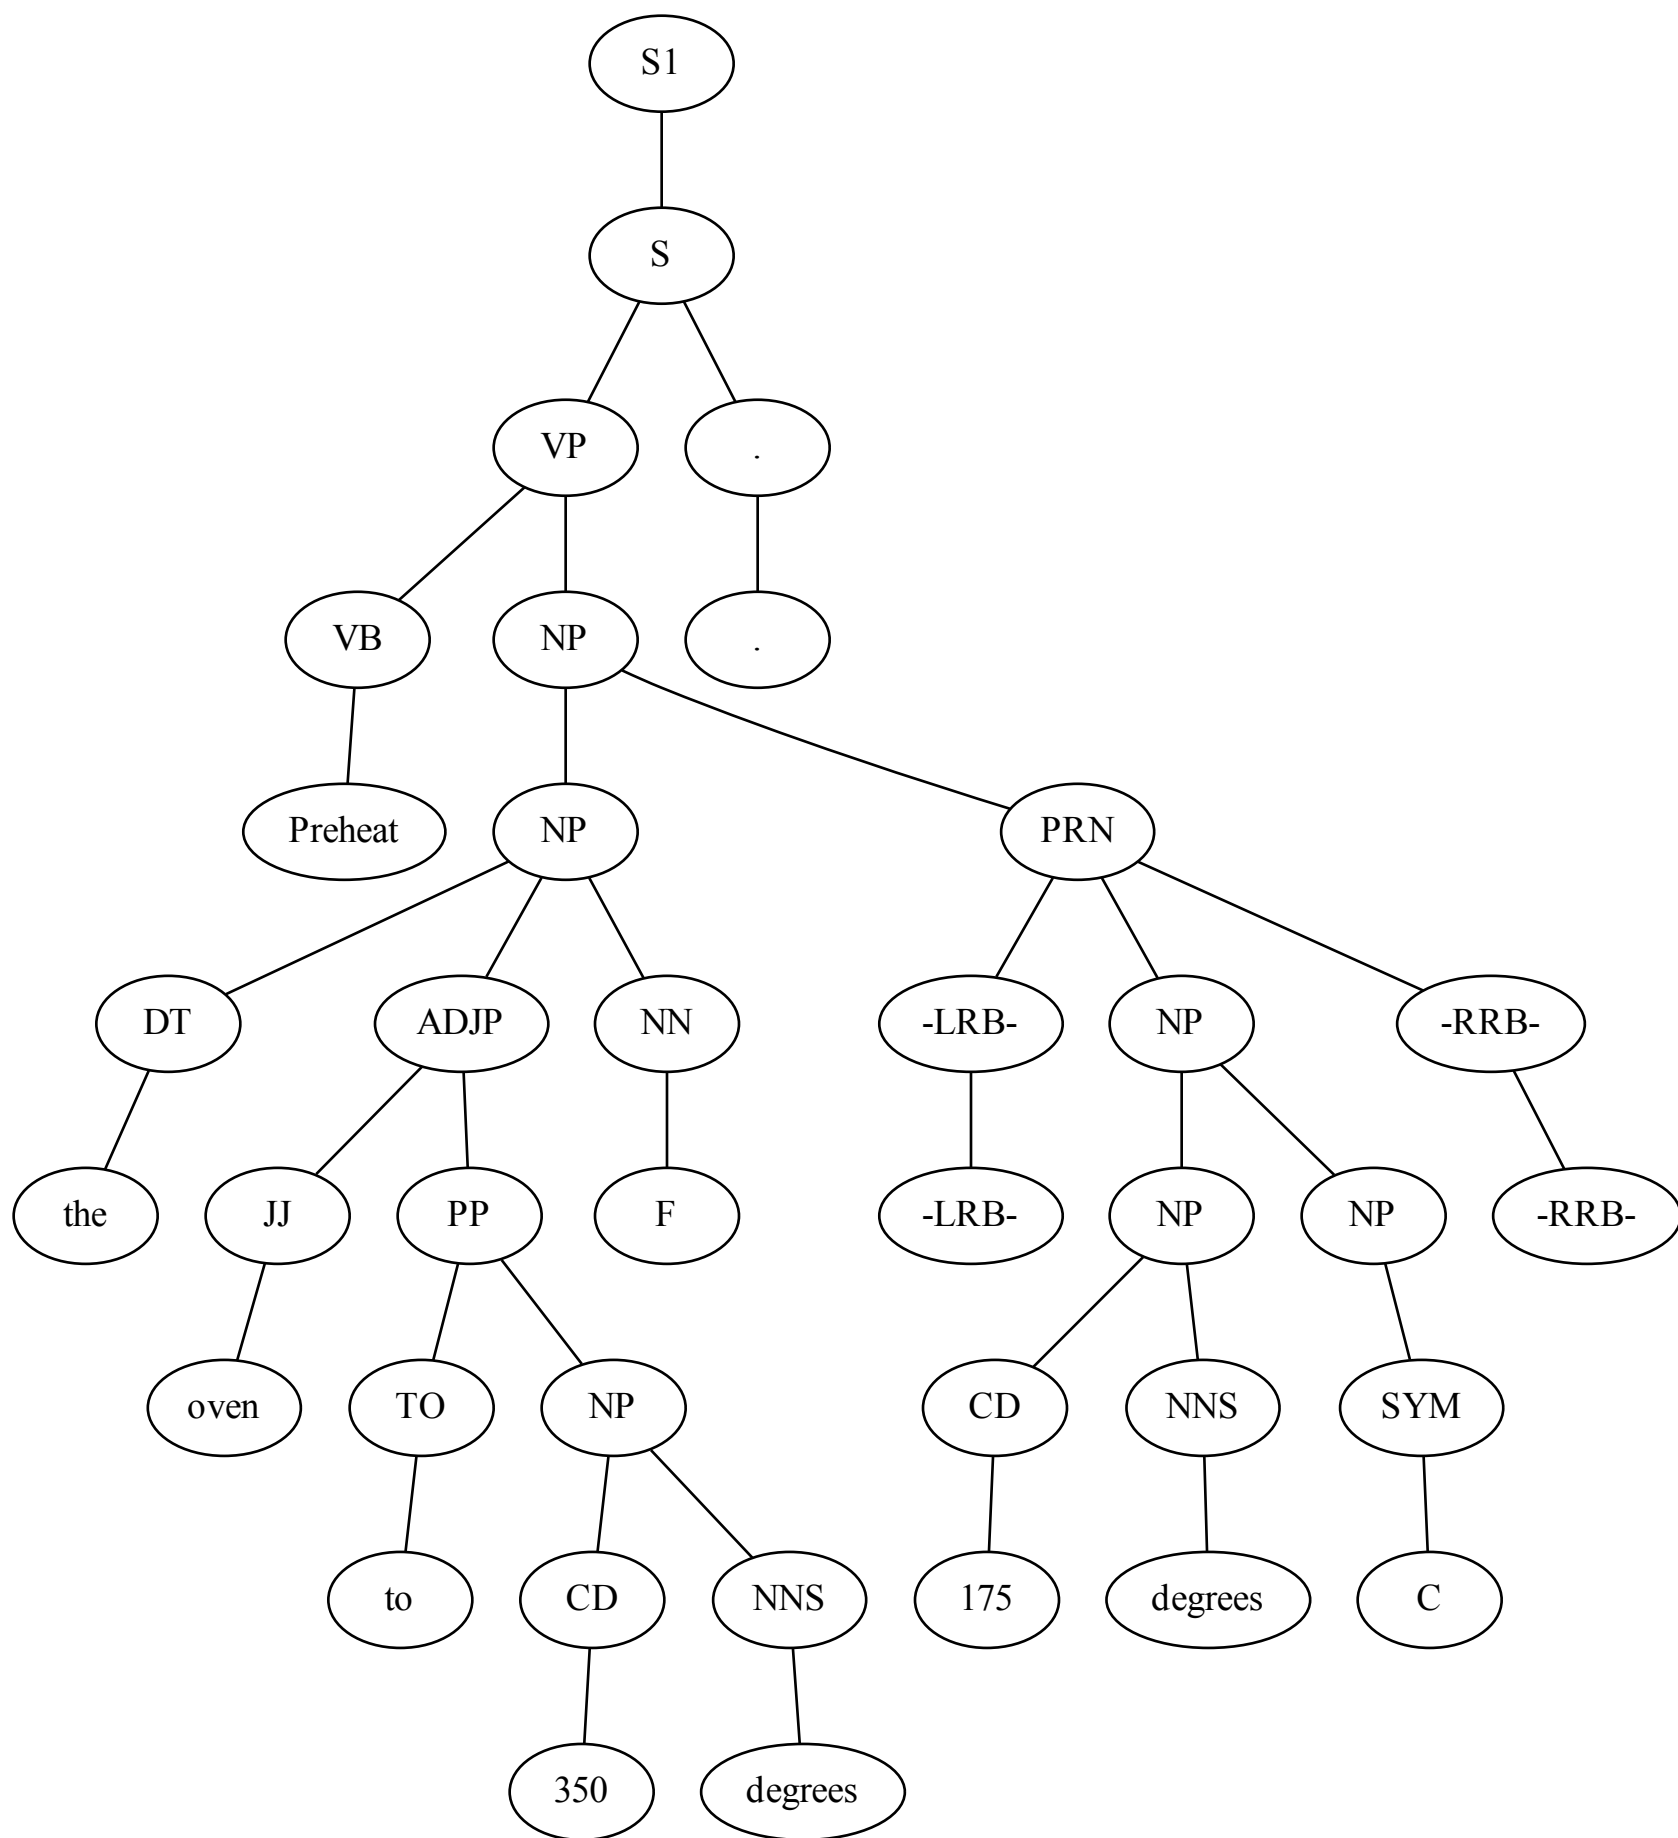 S1
S
VP .
VB NP .
Preheat NP PRN
DT ADJP NN -LRB- NP -RRB-
the JJ PP F -LRB- NP NP -RRB-
oven TO NP CD NNS SYM
to CD NNS 175 degrees C
350 degrees